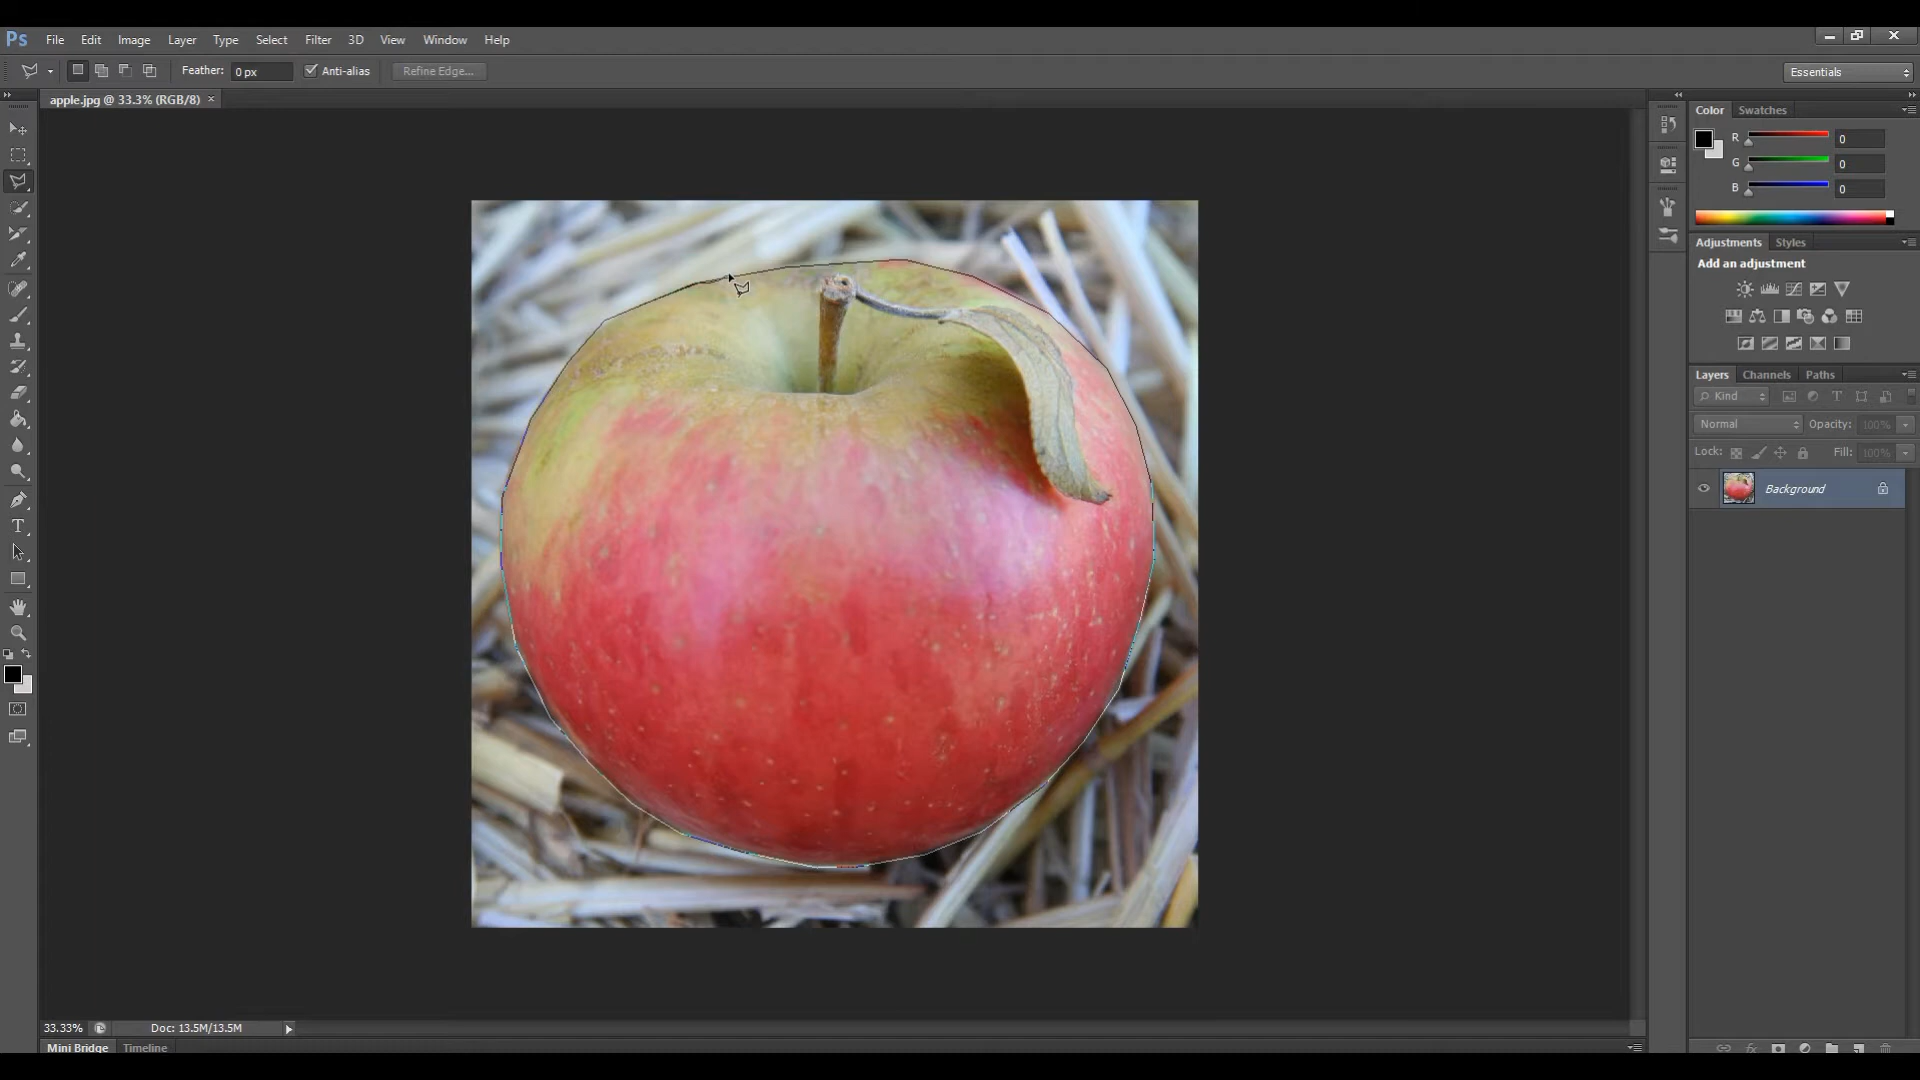 Ps File Edit Image Layer Type Select Filter 3D View Window Help
Feather: 0 px Anti-alias Refine Edge... Essentials
apple.jpg @ 33.3% (RGB/8) ×
Color Swatches
R 0
G 0
B 0
Adjustments Styles
Add an adjustment
Layers Channels Paths
Kind
Normal Opacity: 100%
Lock: Fill: 100%
Background
33.33% Doc: 13.5M/13.5M
Mini Bridge Timeline